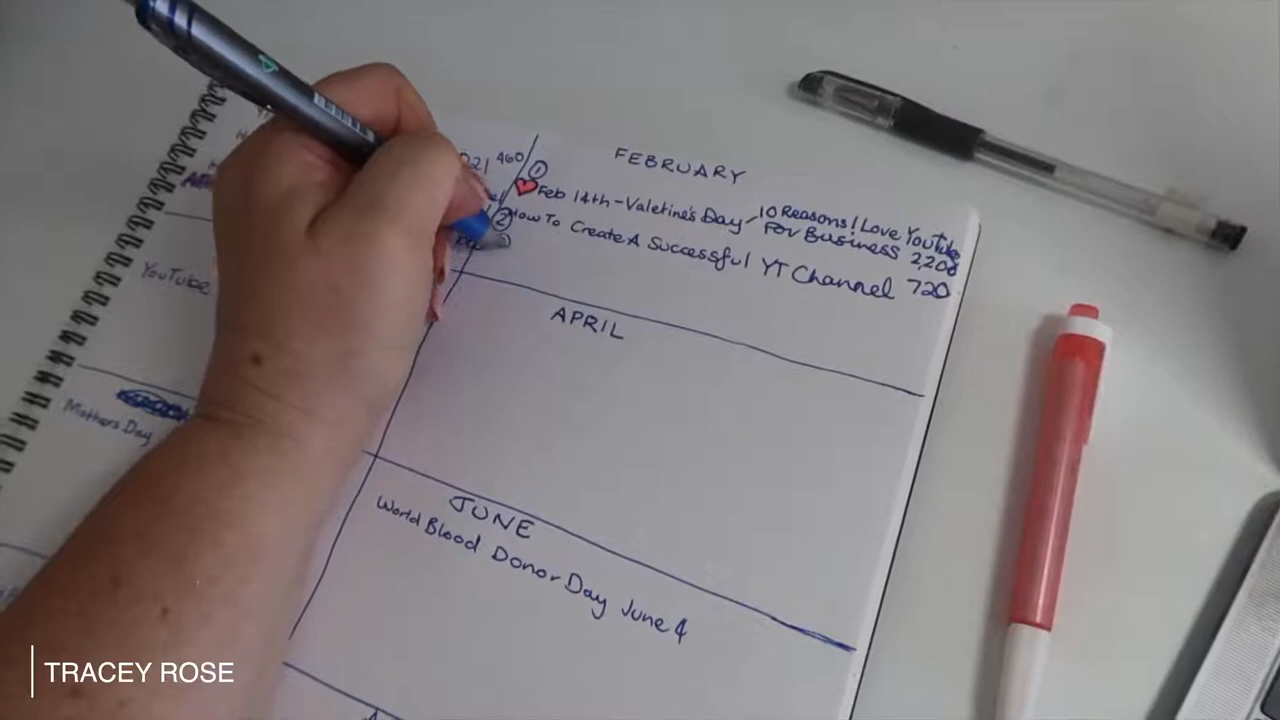 FEBRUARY
021 460
①
Feb 14th - Valetine's Day / 10 Reasons I Love YouTube
For Business 2,200
② How To Create A Successful YT Channel 720
YouTube
APRIL
Mothers Day
JUNE
World Blood Donor Day June 4
TRACEY ROSE